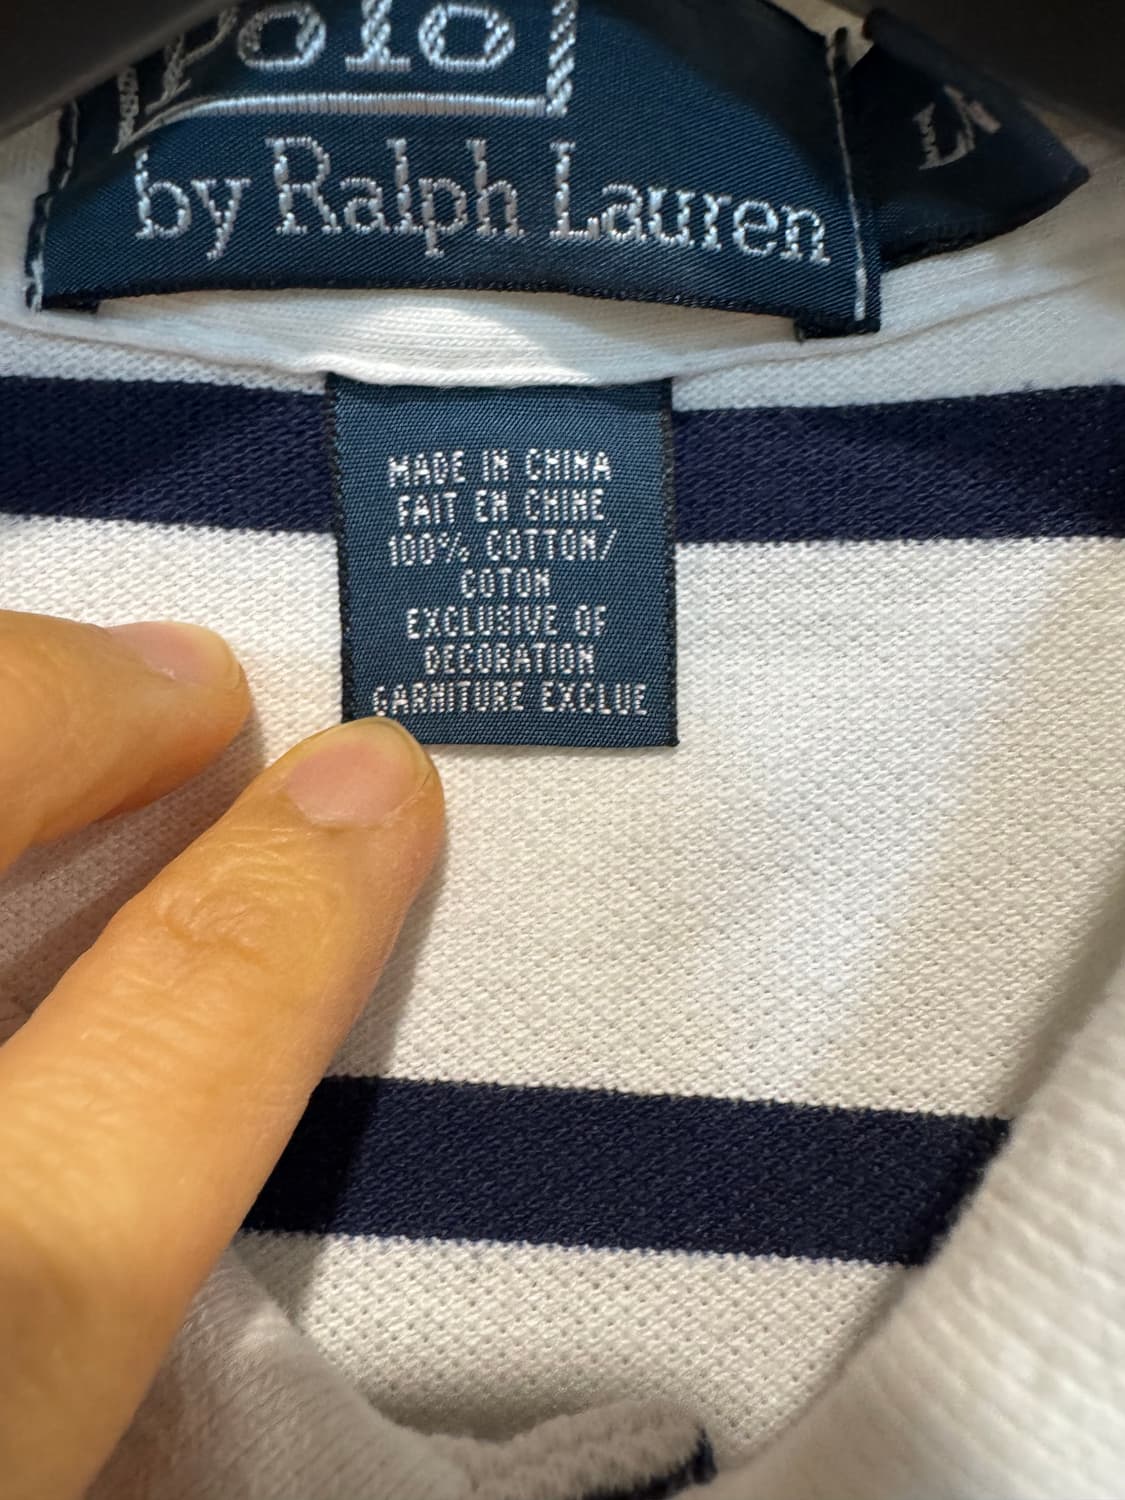 Polo
by Ralph Lauren
L
MADE IN CHINA
FAIT EN CHINE
100% COTTON/
COTON
EXCLUSIVE OF
DECORATION
GARNITURE EXCLUE